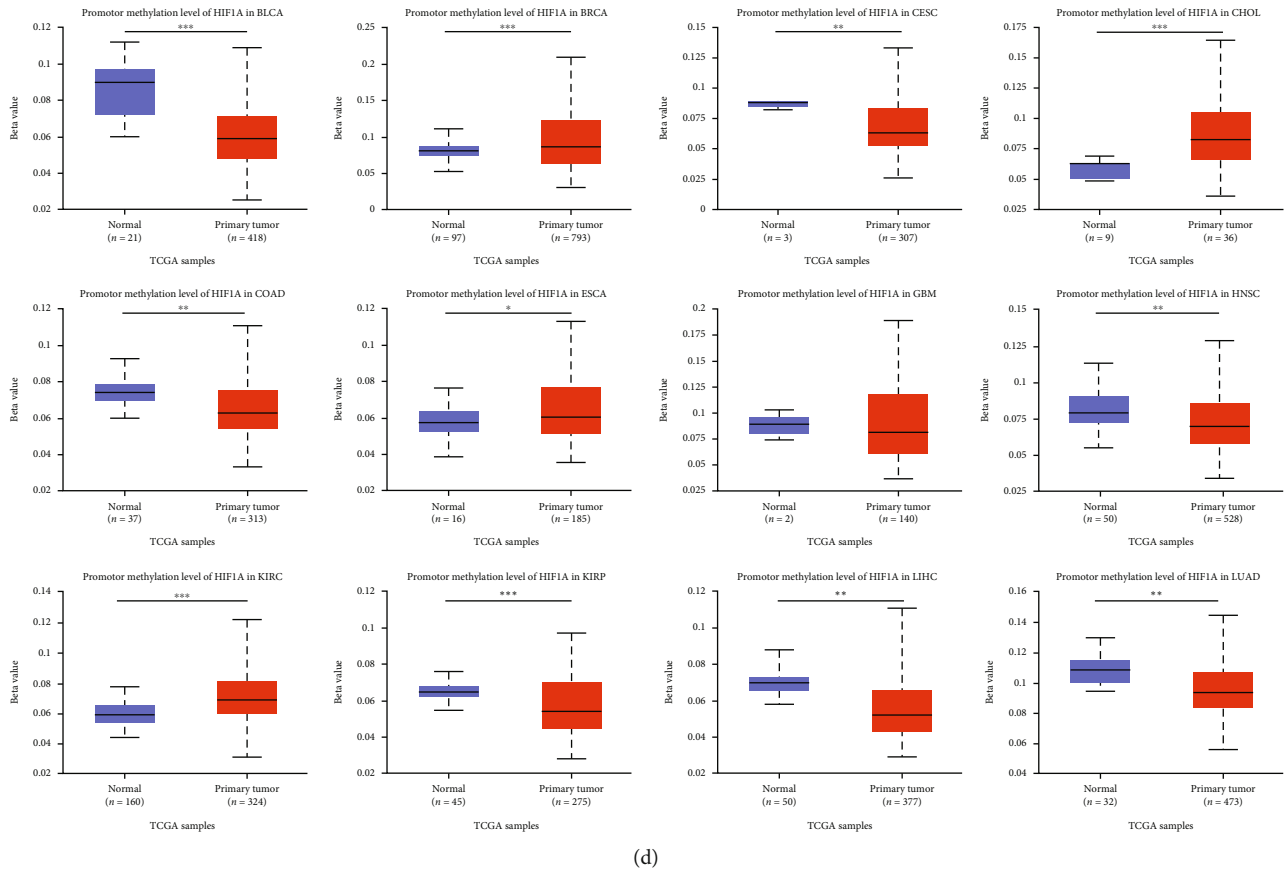 Promotor methylation level of HIF1A in BLCA
***
0.12
0.1
0.08
0.06
0.04
0.02
Beta value
Normal
(n = 21)
Primary tumor
(n = 418)
TCGA samples
Promotor methylation level of HIF1A in BRCA
***
0.25
0.2
0.15
0.1
0.05
0
Beta value
Normal
(n = 97)
Primary tumor
(n = 793)
TCGA samples
Promotor methylation level of HIF1A in CESC
**
0.15
0.125
0.1
0.075
0.05
0.025
0
Beta value
Normal
(n = 3)
Primary tumor
(n = 307)
TCGA samples
Promotor methylation level of HIF1A in CHOL
***
0.175
0.15
0.125
0.1
0.075
0.05
0.025
Beta value
Normal
(n = 9)
Primary tumor
(n = 36)
TCGA samples
Promotor methylation level of HIF1A in COAD
**
0.12
0.1
0.08
0.06
0.04
0.02
Beta value
Normal
(n = 37)
Primary tumor
(n = 313)
TCGA samples
Promotor methylation level of HIF1A in ESCA
*
0.12
0.1
0.08
0.06
0.04
0.02
Beta value
Normal
(n = 16)
Primary tumor
(n = 185)
TCGA samples
Promotor methylation level of HIF1A in GBM
0.2
0.175
0.15
0.125
0.1
0.075
0.05
0.025
Beta value
Normal
(n = 2)
Primary tumor
(n = 140)
TCGA samples
Promotor methylation level of HIF1A in HNSC
**
0.15
0.125
0.1
0.075
0.05
0.025
Beta value
Normal
(n = 50)
Primary tumor
(n = 528)
TCGA samples
Promotor methylation level of HIF1A in KIRC
***
0.14
0.12
0.1
0.08
0.06
0.04
0.02
Beta value
Normal
(n = 160)
Primary tumor
(n = 324)
TCGA samples
Promotor methylation level of HIF1A in KIRP
***
0.12
0.1
0.08
0.06
0.04
0.02
Beta value
Normal
(n = 45)
Primary tumor
(n = 275)
TCGA samples
Promotor methylation level of HIF1A in LIHC
**
0.12
0.1
0.08
0.06
0.04
0.02
Beta value
Normal
(n = 50)
Primary tumor
(n = 377)
TCGA samples
Promotor methylation level of HIF1A in LUAD
**
0.16
0.14
0.12
0.1
0.08
0.06
0.04
Beta value
Normal
(n = 32)
Primary tumor
(n = 473)
TCGA samples
(d)